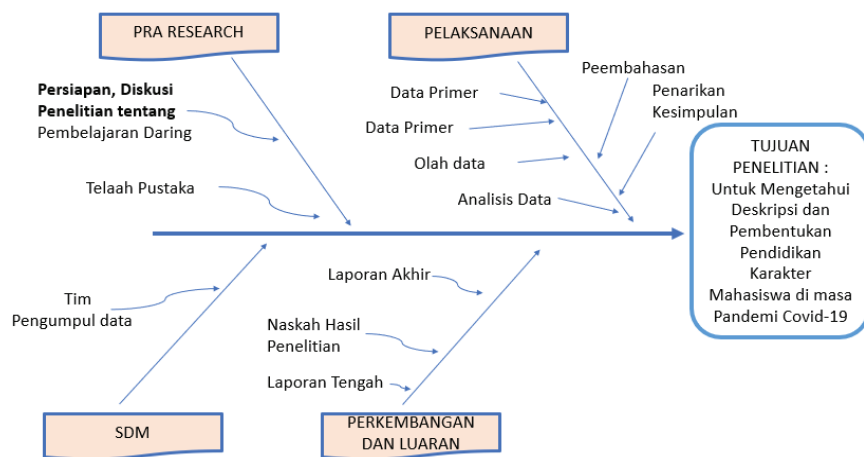 PRA RESEARCH
PELAKSANAAN
Persiapan, Diskusi
Penelitian tentang
Pembelajaran Daring
Telaah Pustaka
Data Primer
Data Primer
Olah data
Analisis Data
Peembahasan
Penarikan
Kesimpulan
TUJUAN
PENELITIAN :
Untuk Mengetahui
Deskripsi dan
Pembentukan
Pendidikan
Karakter
Mahasiswa di masa
Pandemi Covid-19
Tim
Pengumpul data
Laporan Akhir
Naskah Hasil
Penelitian
Laporan Tengah
SDM
PERKEMBANGAN
DAN LUARAN